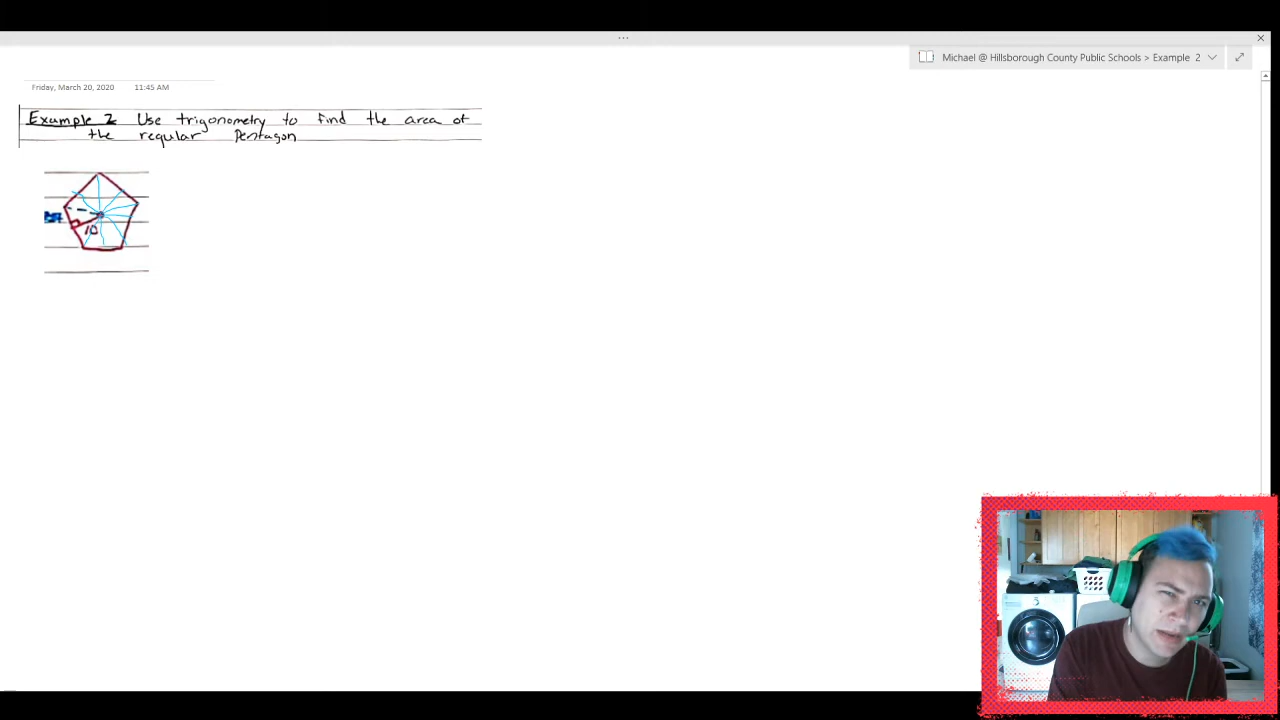 ...
Michael @ Hillsborough County Public Schools > Example 2
Friday, March 20, 2020 11:45 AM
Example 2 Use trigonometry to find the area of
the regular Pentagon
10